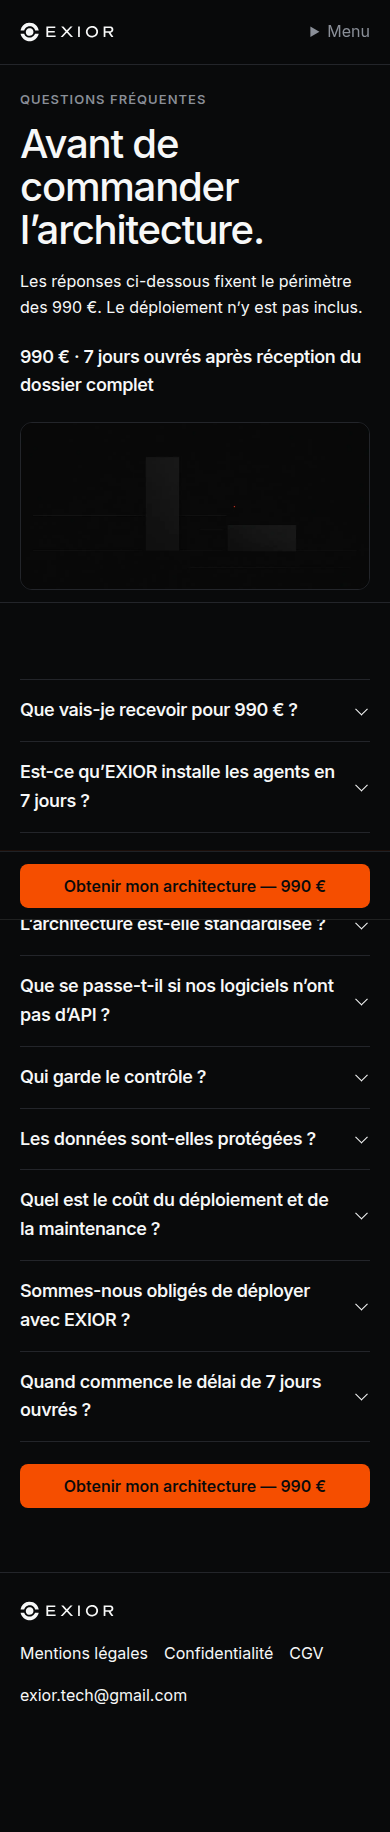 EXIOR
Menu
QUESTIONS FRÉQUENTES
Avant de
commander
l’architecture.
Les réponses ci-dessous fixent le périmètre
des 990 €. Le déploiement n’y est pas inclus.
990 € · 7 jours ouvrés après réception du
dossier complet
Que vais-je recevoir pour 990 € ?
Est-ce qu’EXIOR installe les agents en
7 jours ?
Obtenir mon architecture — 990 €
L’architecture est-elle standardisée ?
Que se passe-t-il si nos logiciels n’ont
pas d’API ?
Qui garde le contrôle ?
Les données sont-elles protégées ?
Quel est le coût du déploiement et de
la maintenance ?
Sommes-nous obligés de déployer
avec EXIOR ?
Quand commence le délai de 7 jours
ouvrés ?
Obtenir mon architecture — 990 €
EXIOR
Mentions légales Confidentialité CGV
exior.tech@gmail.com